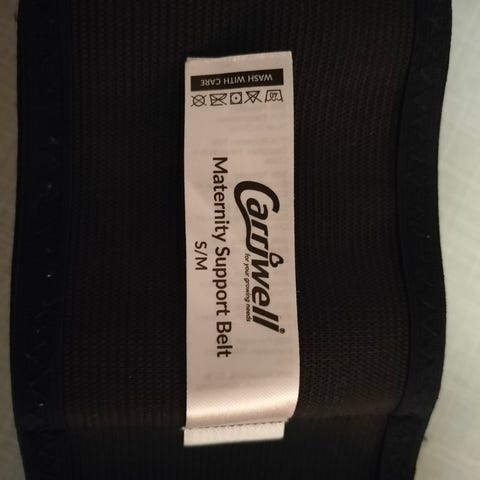 WASH WITH CARE
Carriwell®
for your growing needs
Maternity Support Belt
S/M